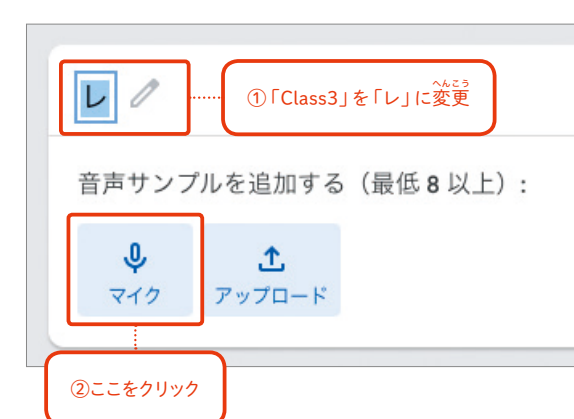 レ
へんこう
①「Class3」を「レ」に変更
音声サンプルを追加する（最低 8 以上）:
マイク
アップロード
②ここをクリック